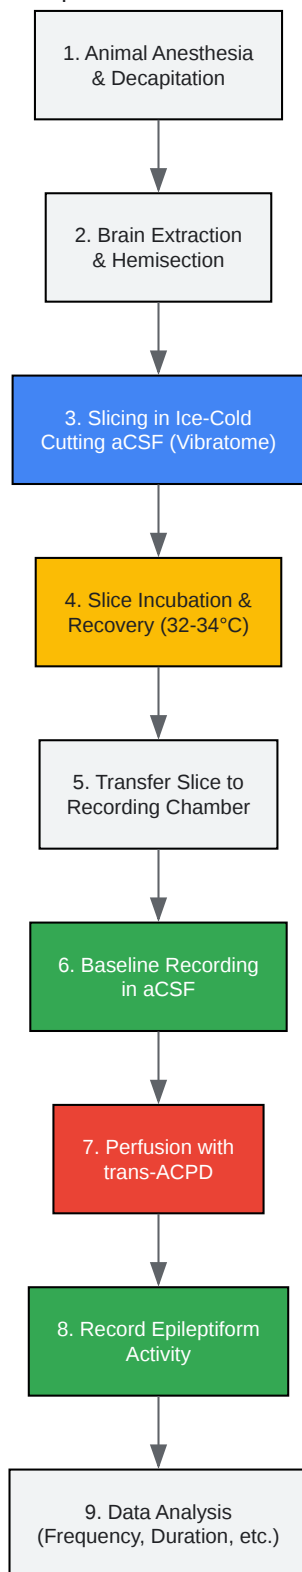 1. Animal Anesthesia
& Decapitation
2. Brain Extraction
& Hemisection
3. Slicing in Ice-Cold
Cutting aCSF (Vibratome)
4. Slice Incubation &
Recovery (32-34°C)
5. Transfer Slice to
Recording Chamber
6. Baseline Recording
in aCSF
7. Perfusion with
trans-ACPD
8. Record Epileptiform
Activity
9. Data Analysis
(Frequency, Duration, etc.)